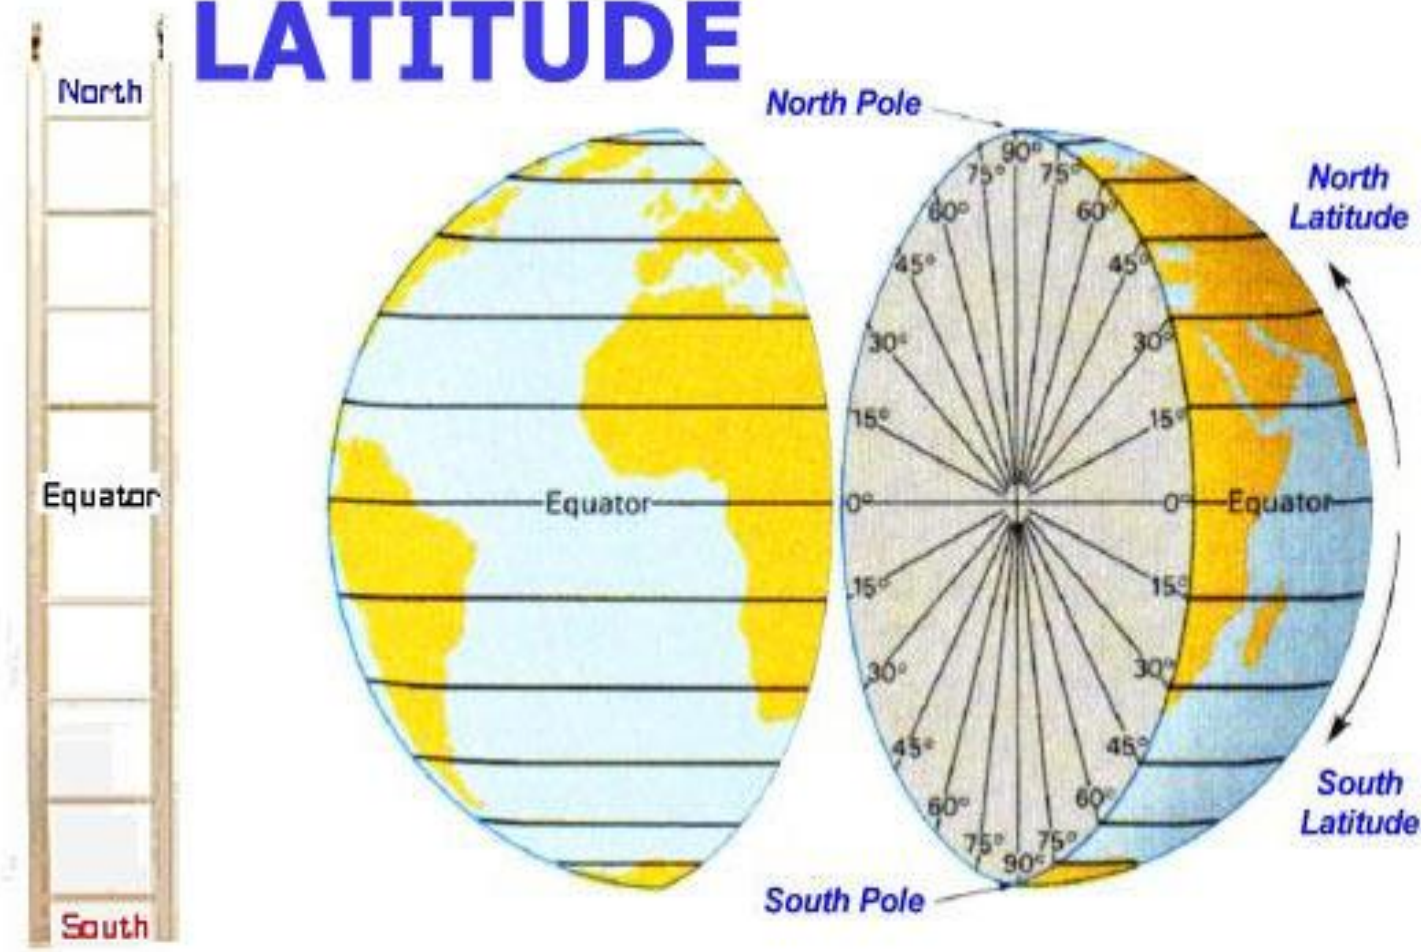 LATITUDE
North
Equator
South
Equator
North Pole
90°
75° 75°
60° 60°
45° 45°
30° 30°
15° 15°
0° 0° Equator
15° 15°
30° 30°
45° 45°
60° 60°
75° 75°
90°
South Pole
North
Latitude
South
Latitude